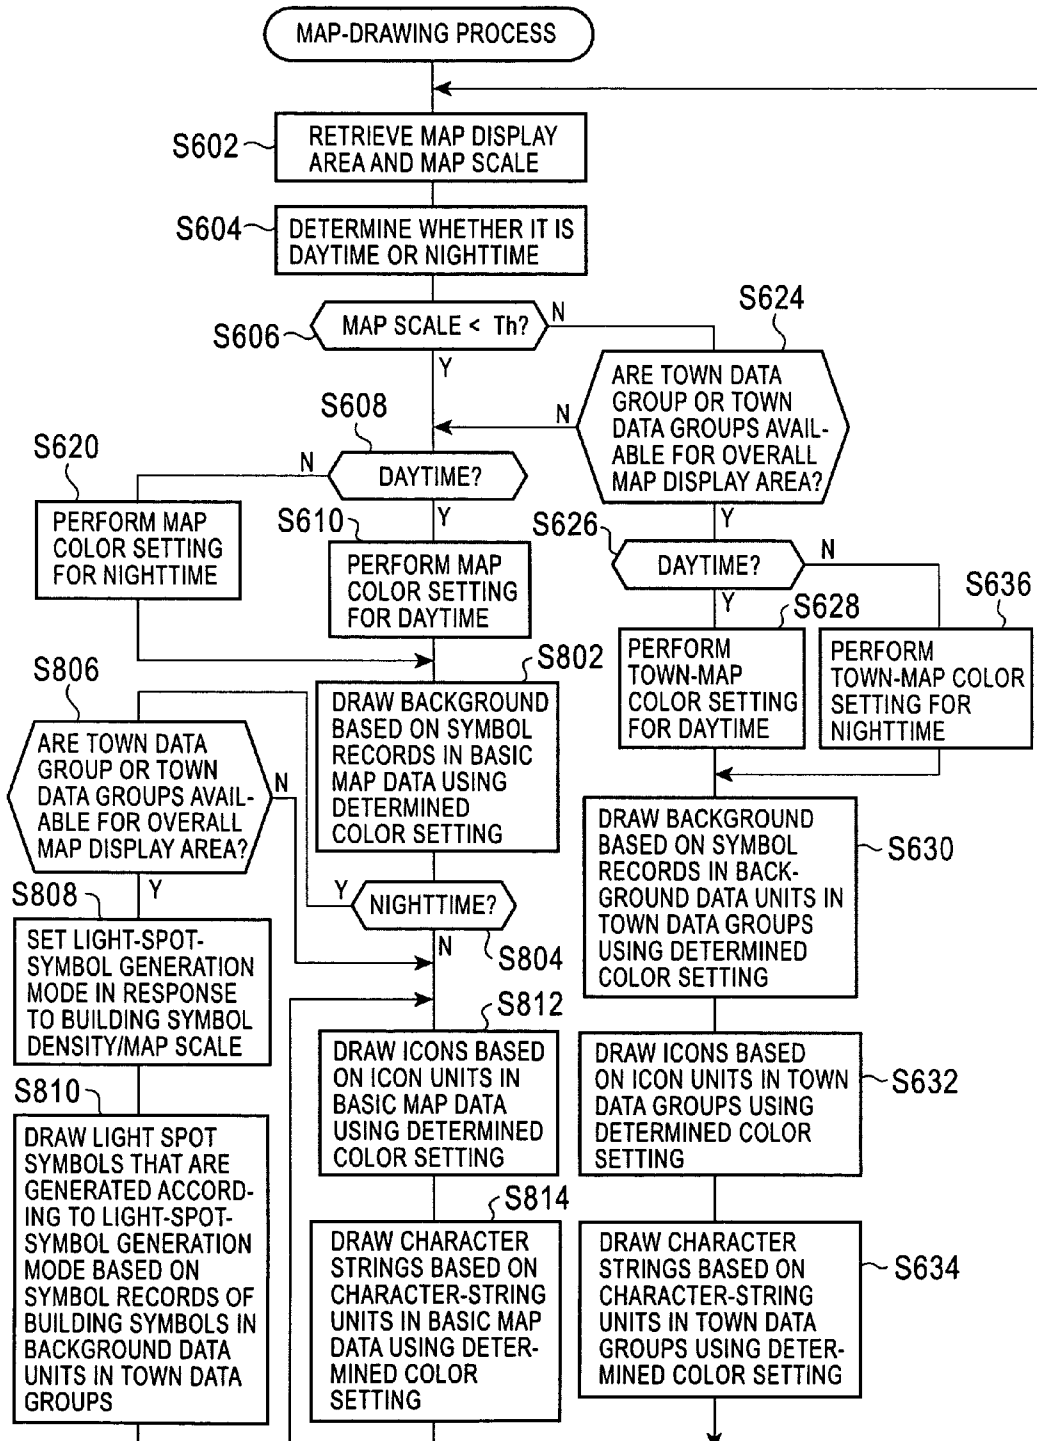 MAP-DRAWING PROCESS
S602
RETRIEVE MAP DISPLAY
AREA AND MAP SCALE
S604
DETERMINE WHETHER IT IS
DAYTIME OR NIGHTTIME
S606
MAP SCALE < Th?
N
Y
S624
ARE TOWN DATA
GROUP OR TOWN
DATA GROUPS AVAIL-
ABLE FOR OVERALL
MAP DISPLAY AREA?
N
Y
S608
DAYTIME?
N
Y
S620
PERFORM MAP
COLOR SETTING
FOR NIGHTTIME
S610
PERFORM MAP
COLOR SETTING
FOR DAYTIME
S626
DAYTIME?
N
Y
S628
PERFORM
TOWN-MAP
COLOR SETTING
FOR DAYTIME
S636
PERFORM
TOWN-MAP COLOR
SETTING FOR
NIGHTTIME
S802
DRAW BACKGROUND
BASED ON SYMBOL
RECORDS IN BASIC
MAP DATA USING
DETERMINED
COLOR SETTING
S806
ARE TOWN DATA
GROUP OR TOWN
DATA GROUPS AVAIL-
ABLE FOR OVERALL
MAP DISPLAY AREA?
N
Y
S804
NIGHTTIME?
Y
N
S630
DRAW BACKGROUND
BASED ON SYMBOL
RECORDS IN BACK-
GROUND DATA UNITS IN
TOWN DATA GROUPS
USING DETERMINED
COLOR SETTING
S808
SET LIGHT-SPOT-
SYMBOL GENERATION
MODE IN RESPONSE
TO BUILDING SYMBOL
DENSITY/MAP SCALE
S812
DRAW ICONS BASED
ON ICON UNITS IN
BASIC MAP DATA
USING DETERMINED
COLOR SETTING
S632
DRAW ICONS BASED
ON ICON UNITS IN TOWN
DATA GROUPS USING
DETERMINED COLOR
SETTING
S810
DRAW LIGHT SPOT
SYMBOLS THAT ARE
GENERATED ACCORD-
ING TO LIGHT-SPOT-
SYMBOL GENERATION
MODE BASED ON
SYMBOL RECORDS OF
BUILDING SYMBOLS IN
BACKGROUND DATA
UNITS IN TOWN DATA
GROUPS
S814
DRAW CHARACTER
STRINGS BASED ON
CHARACTER-STRING
UNITS IN BASIC MAP
DATA USING DETER-
MINED COLOR
SETTING
S634
DRAW CHARACTER
STRINGS BASED ON
CHARACTER-STRING
UNITS IN TOWN DATA
GROUPS USING DETER-
MINED COLOR SETTING